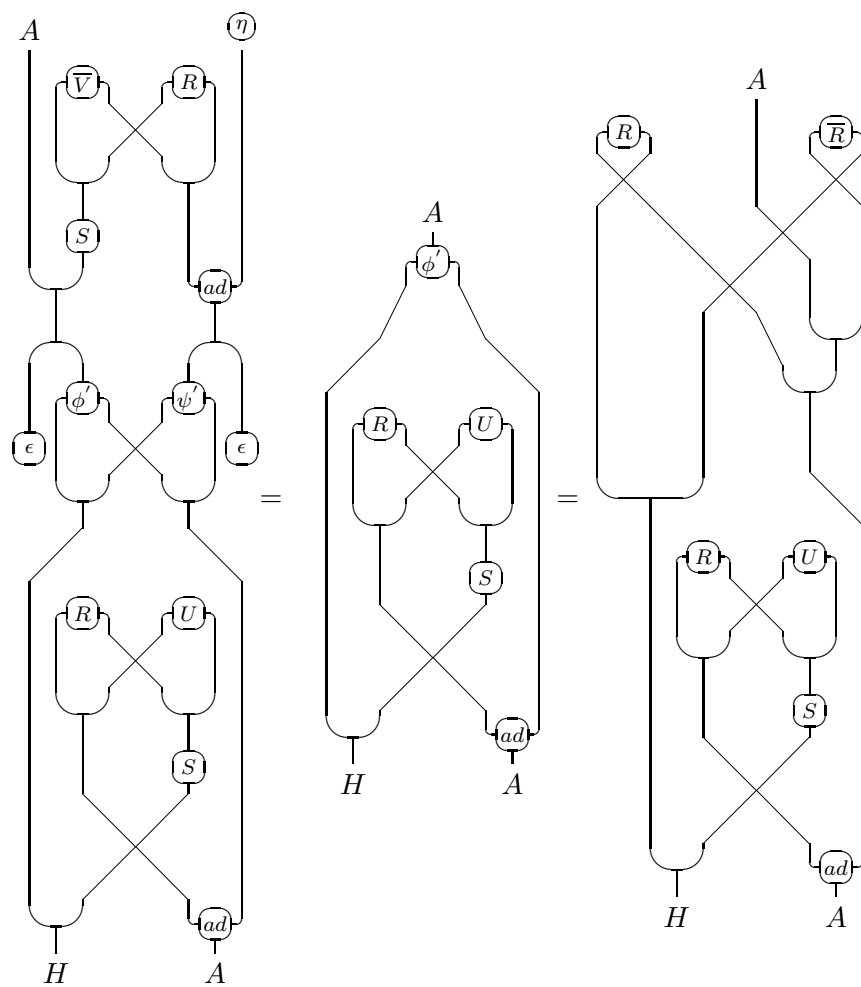 A η
V̅ R
S
ad
ϕ′ ψ′
ϵ ϵ
R U
S
ad
H A
=
A
ϕ′
R U
S
ad
H A
=
A
R R̅
R U
S
ad
H A